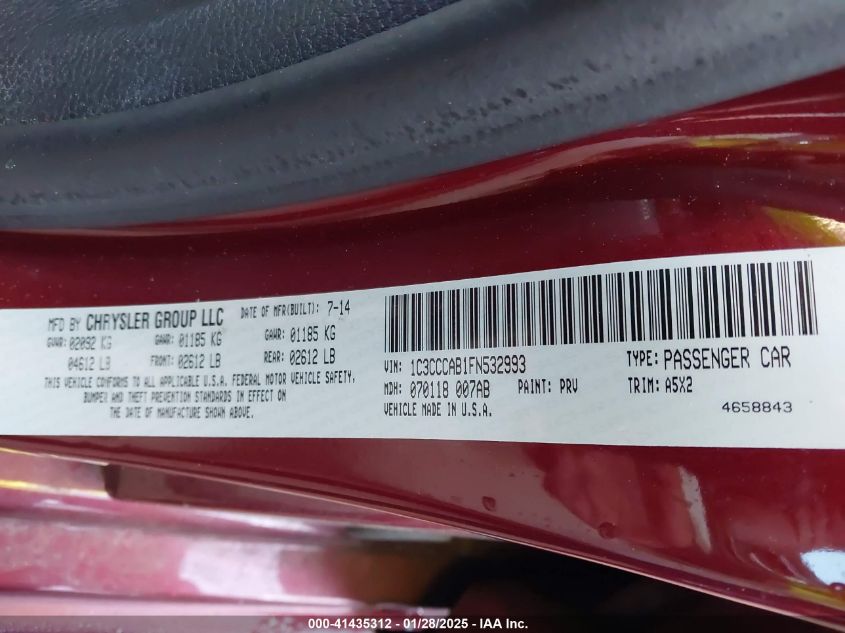 MFD BY CHRYSLER GROUP LLC DATE OF MFR(BUILT): 7-14
GVWR: 02092 KG GAWR: 01185 KG GAWR: 01185 KG
04612 LB FRONT: 02612 LB REAR: 02612 LB
THIS VEHICLE CONFORMS TO ALL APPLICABLE U.S.A. FEDERAL MOTOR VEHICLE SAFETY,
BUMPER AND THEFT PREVENTION STANDARDS IN EFFECT ON
THE DATE OF MANUFACTURE SHOWN ABOVE.
VIN: 1C3CCCAB1FN532993 TYPE: PASSENGER CAR
MDH: 070118 007AB PAINT: PRV TRIM: A5X2
VEHICLE MADE IN U.S.A. 4658843
000-41435312 - 01/28/2025 - IAA Inc.